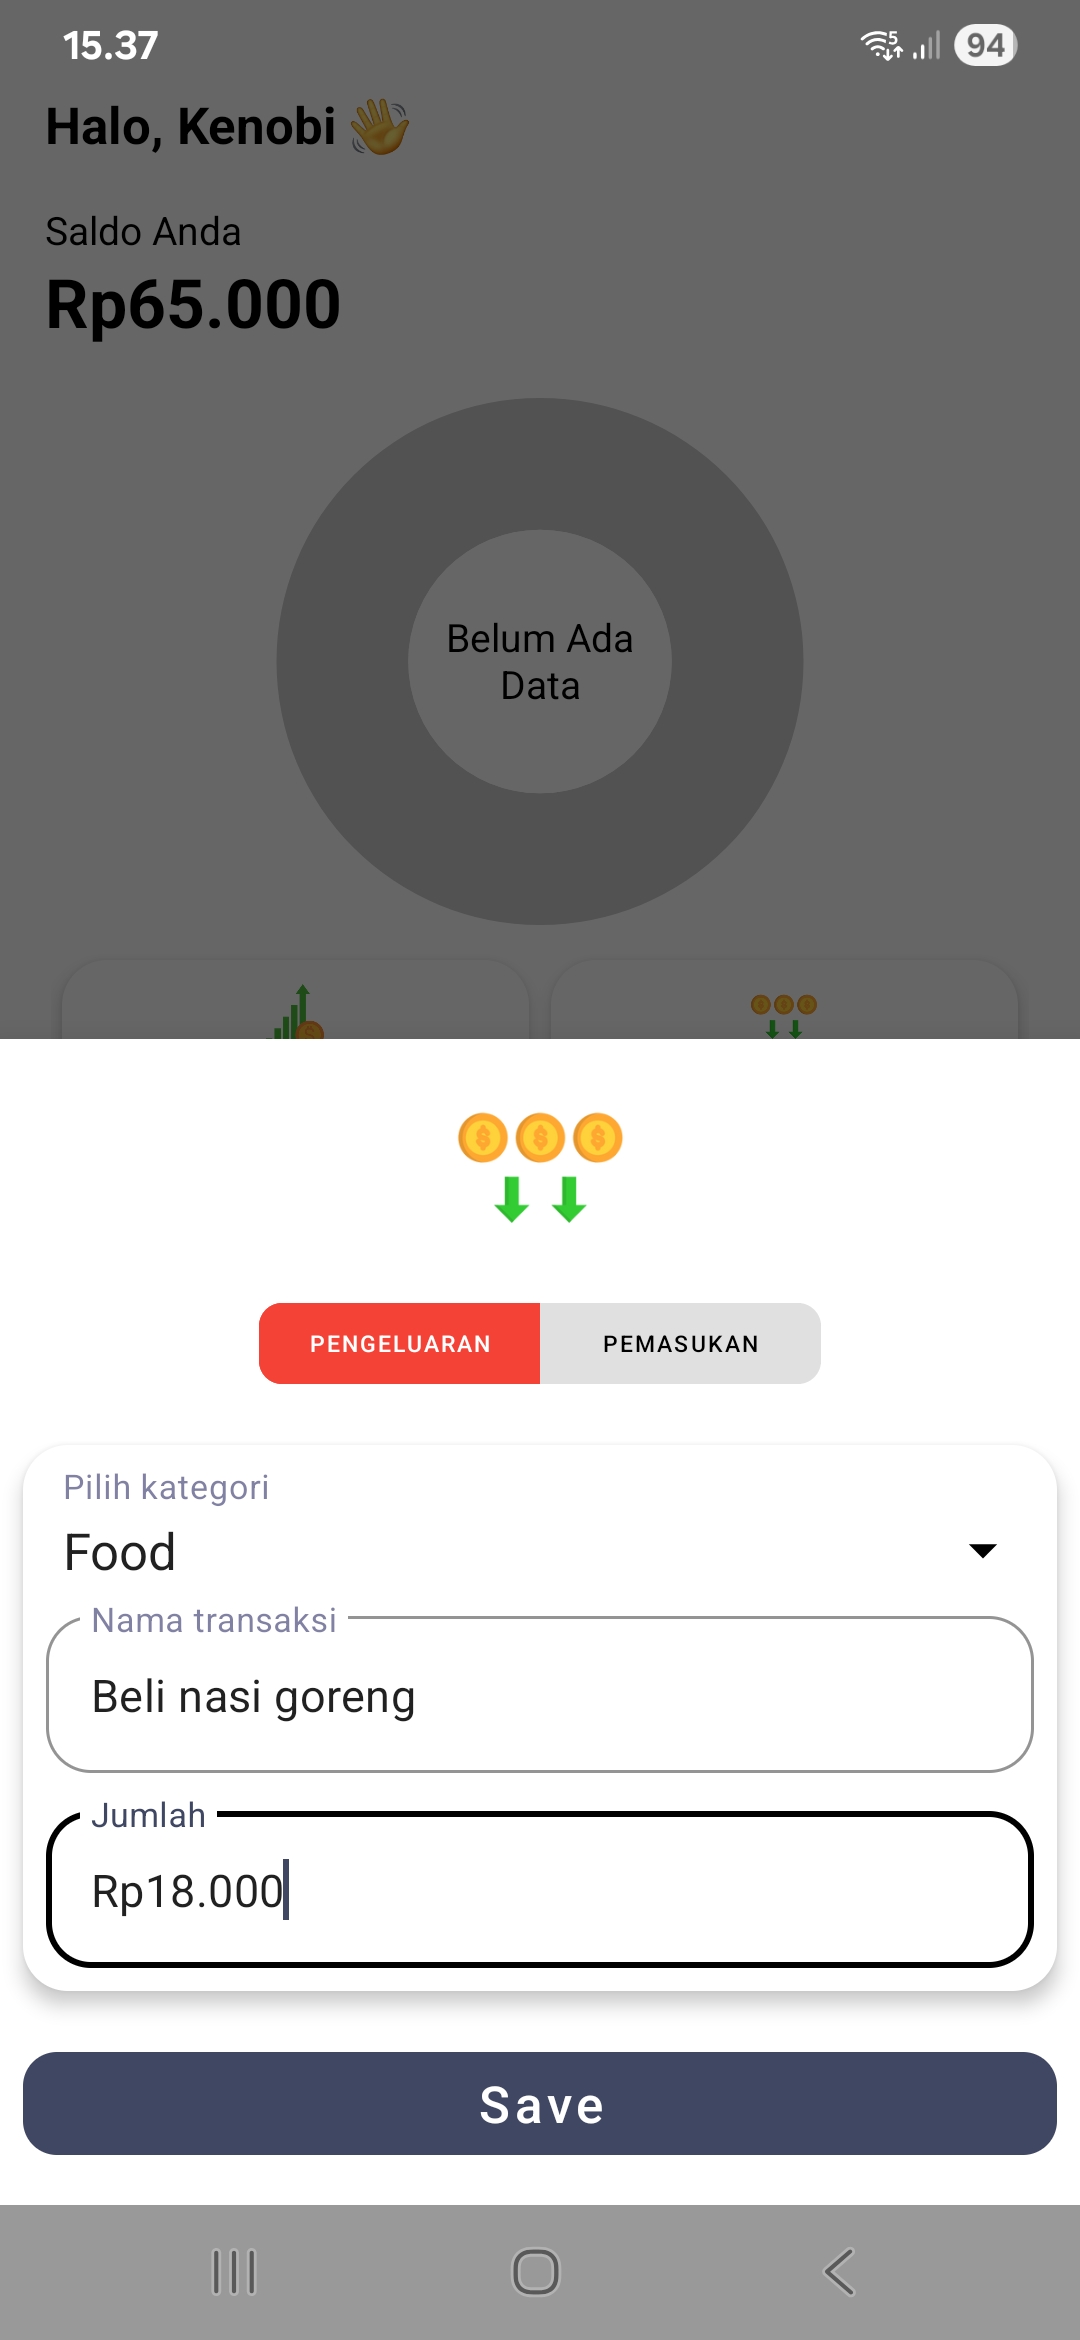 15.37
5
94
Halo, Kenobi
Saldo Anda
Rp65.000
Belum Ada
Data
PENGELUARAN
PEMASUKAN
Pilih kategori
Food
Nama transaksi
Beli nasi goreng
Jumlah
Rp18.000
Save